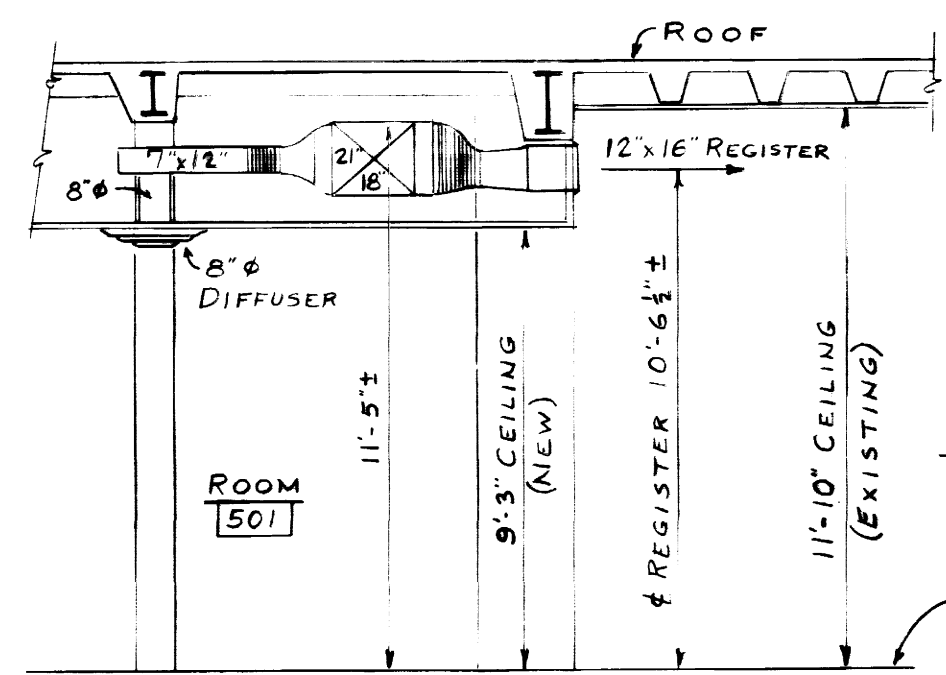 ROOF
7"x12"
21"
18"
12"x16" REGISTER
8"φ
8"φ
DIFFUSER
11'-5"±
9'-3" CEILING
(NEW)
℄ REGISTER 10'-6½"±
11'-10" CEILING
(EXISTING)
ROOM
501